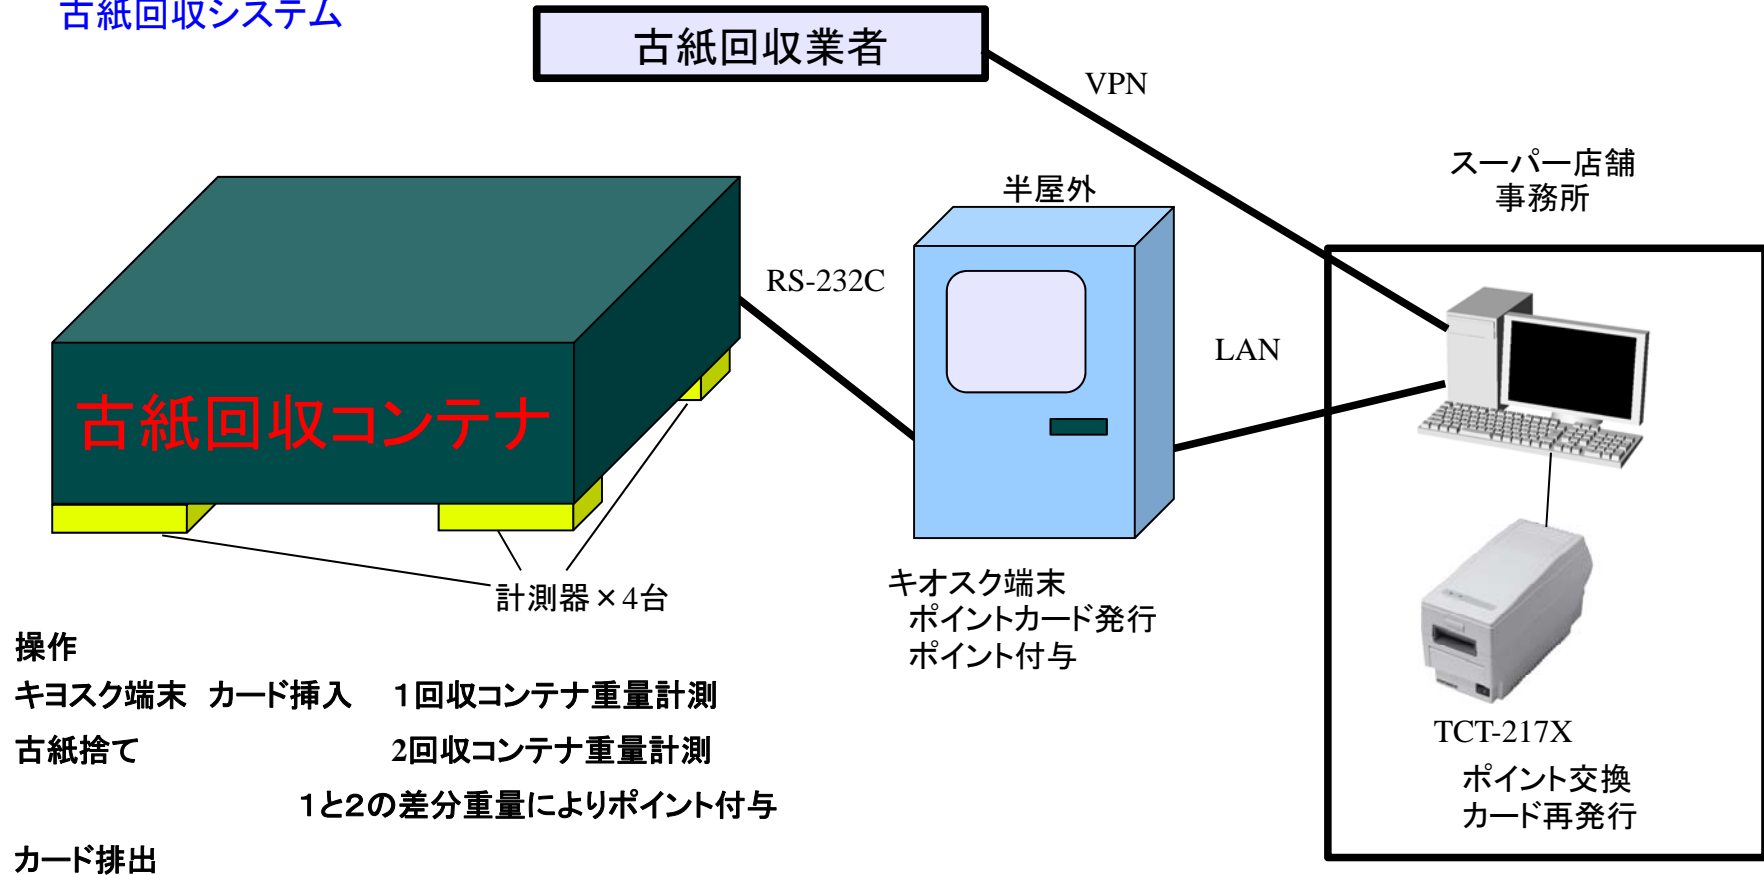 古紙回収システム
古紙回収業者
VPN
スーパー店舗
事務所
半屋外
RS-232C
LAN
古紙回収コンテナ
計測器×4台
キオスク端末
ポイントカード発行
ポイント付与
TCT-217X
ポイント交換
カード再発行
操作
キヨスク端末 カード挿入 1回収コンテナ重量計測
古紙捨て 2回収コンテナ重量計測
1と2の差分重量によりポイント付与
カード排出